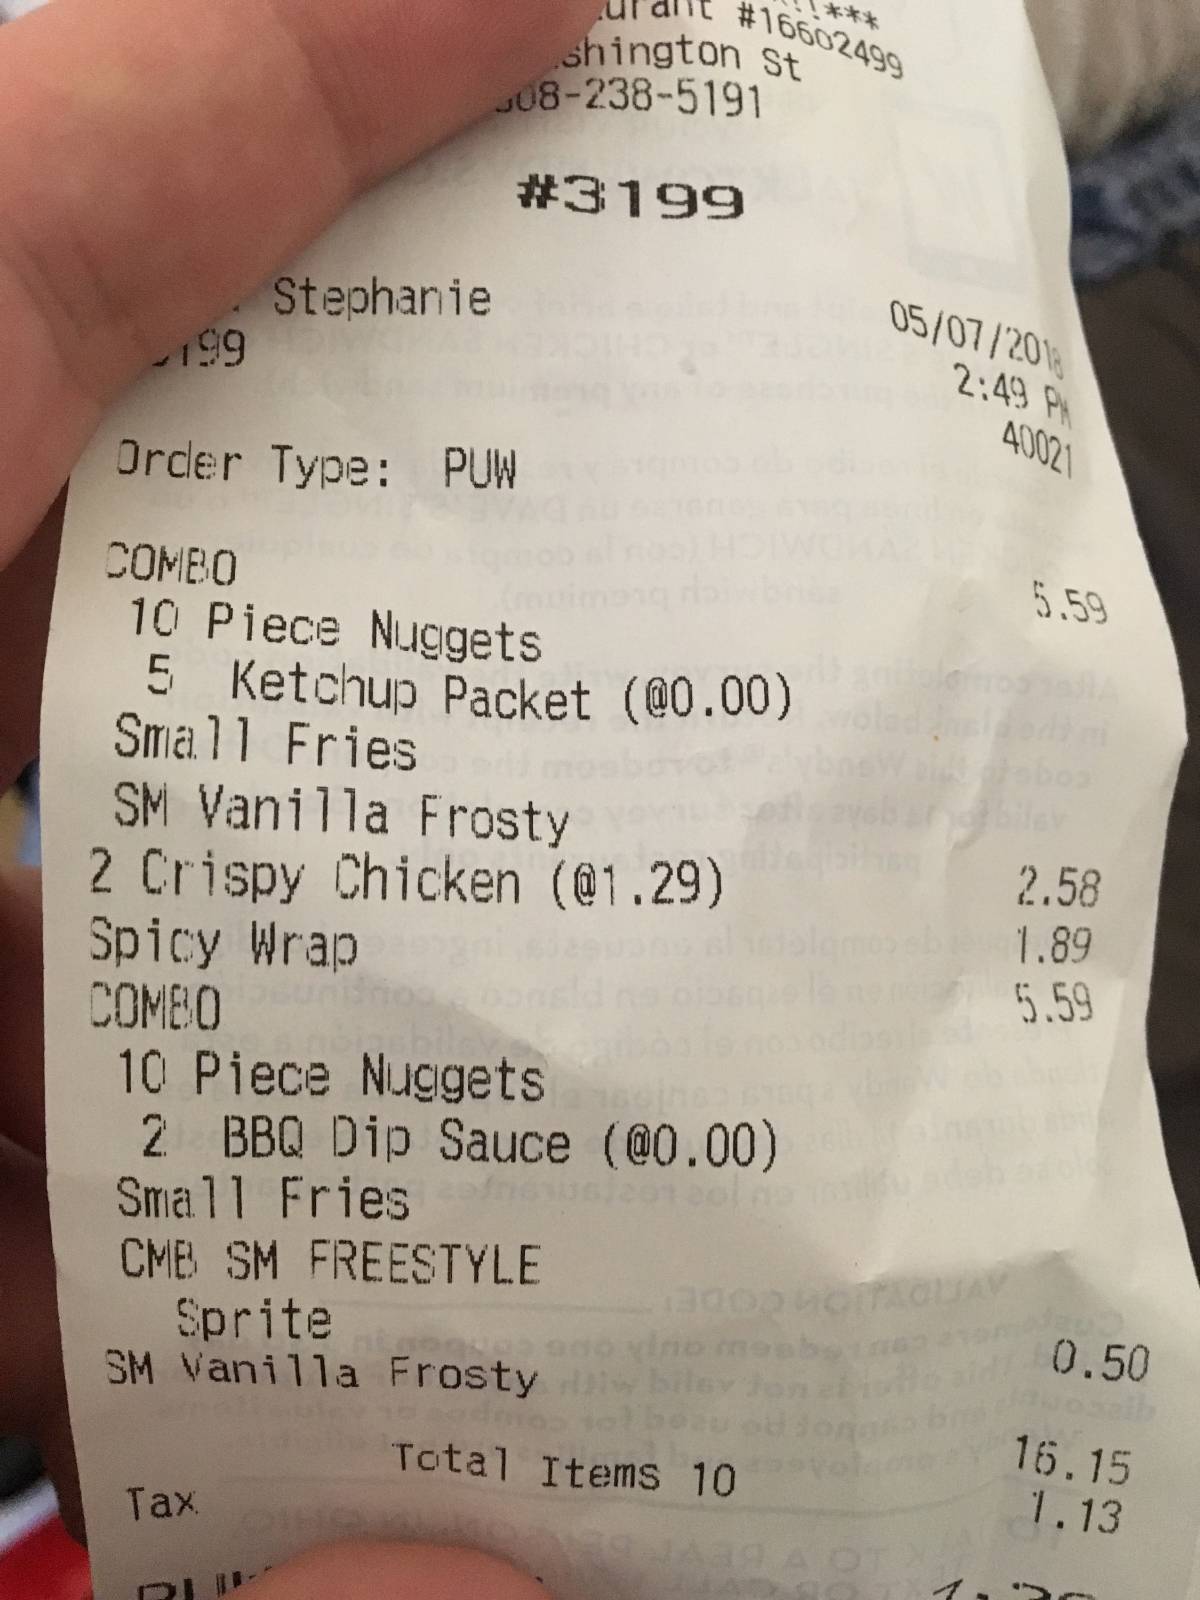 #16602499
St
-238-5191
#3199
Stephanie
05/07/2018
199
2:49 PM
40021
Order Type: PUW
COMBO 5.59
10 Piece Nuggets
5 Ketchup Packet (@0.00)
Small Fries
SM Vanilla Frosty
2 Crispy Chicken (@1.29) 2.58
Spicy Wrap 1.89
COMBO 5.59
10 Piece Nuggets
2 BBQ Dip Sauce (@0.00)
Small Fries
CMB SM FREESTYLE
Sprite
SM Vanilla Frosty 0.50
Total Items 10 16.15
Tax 1.13